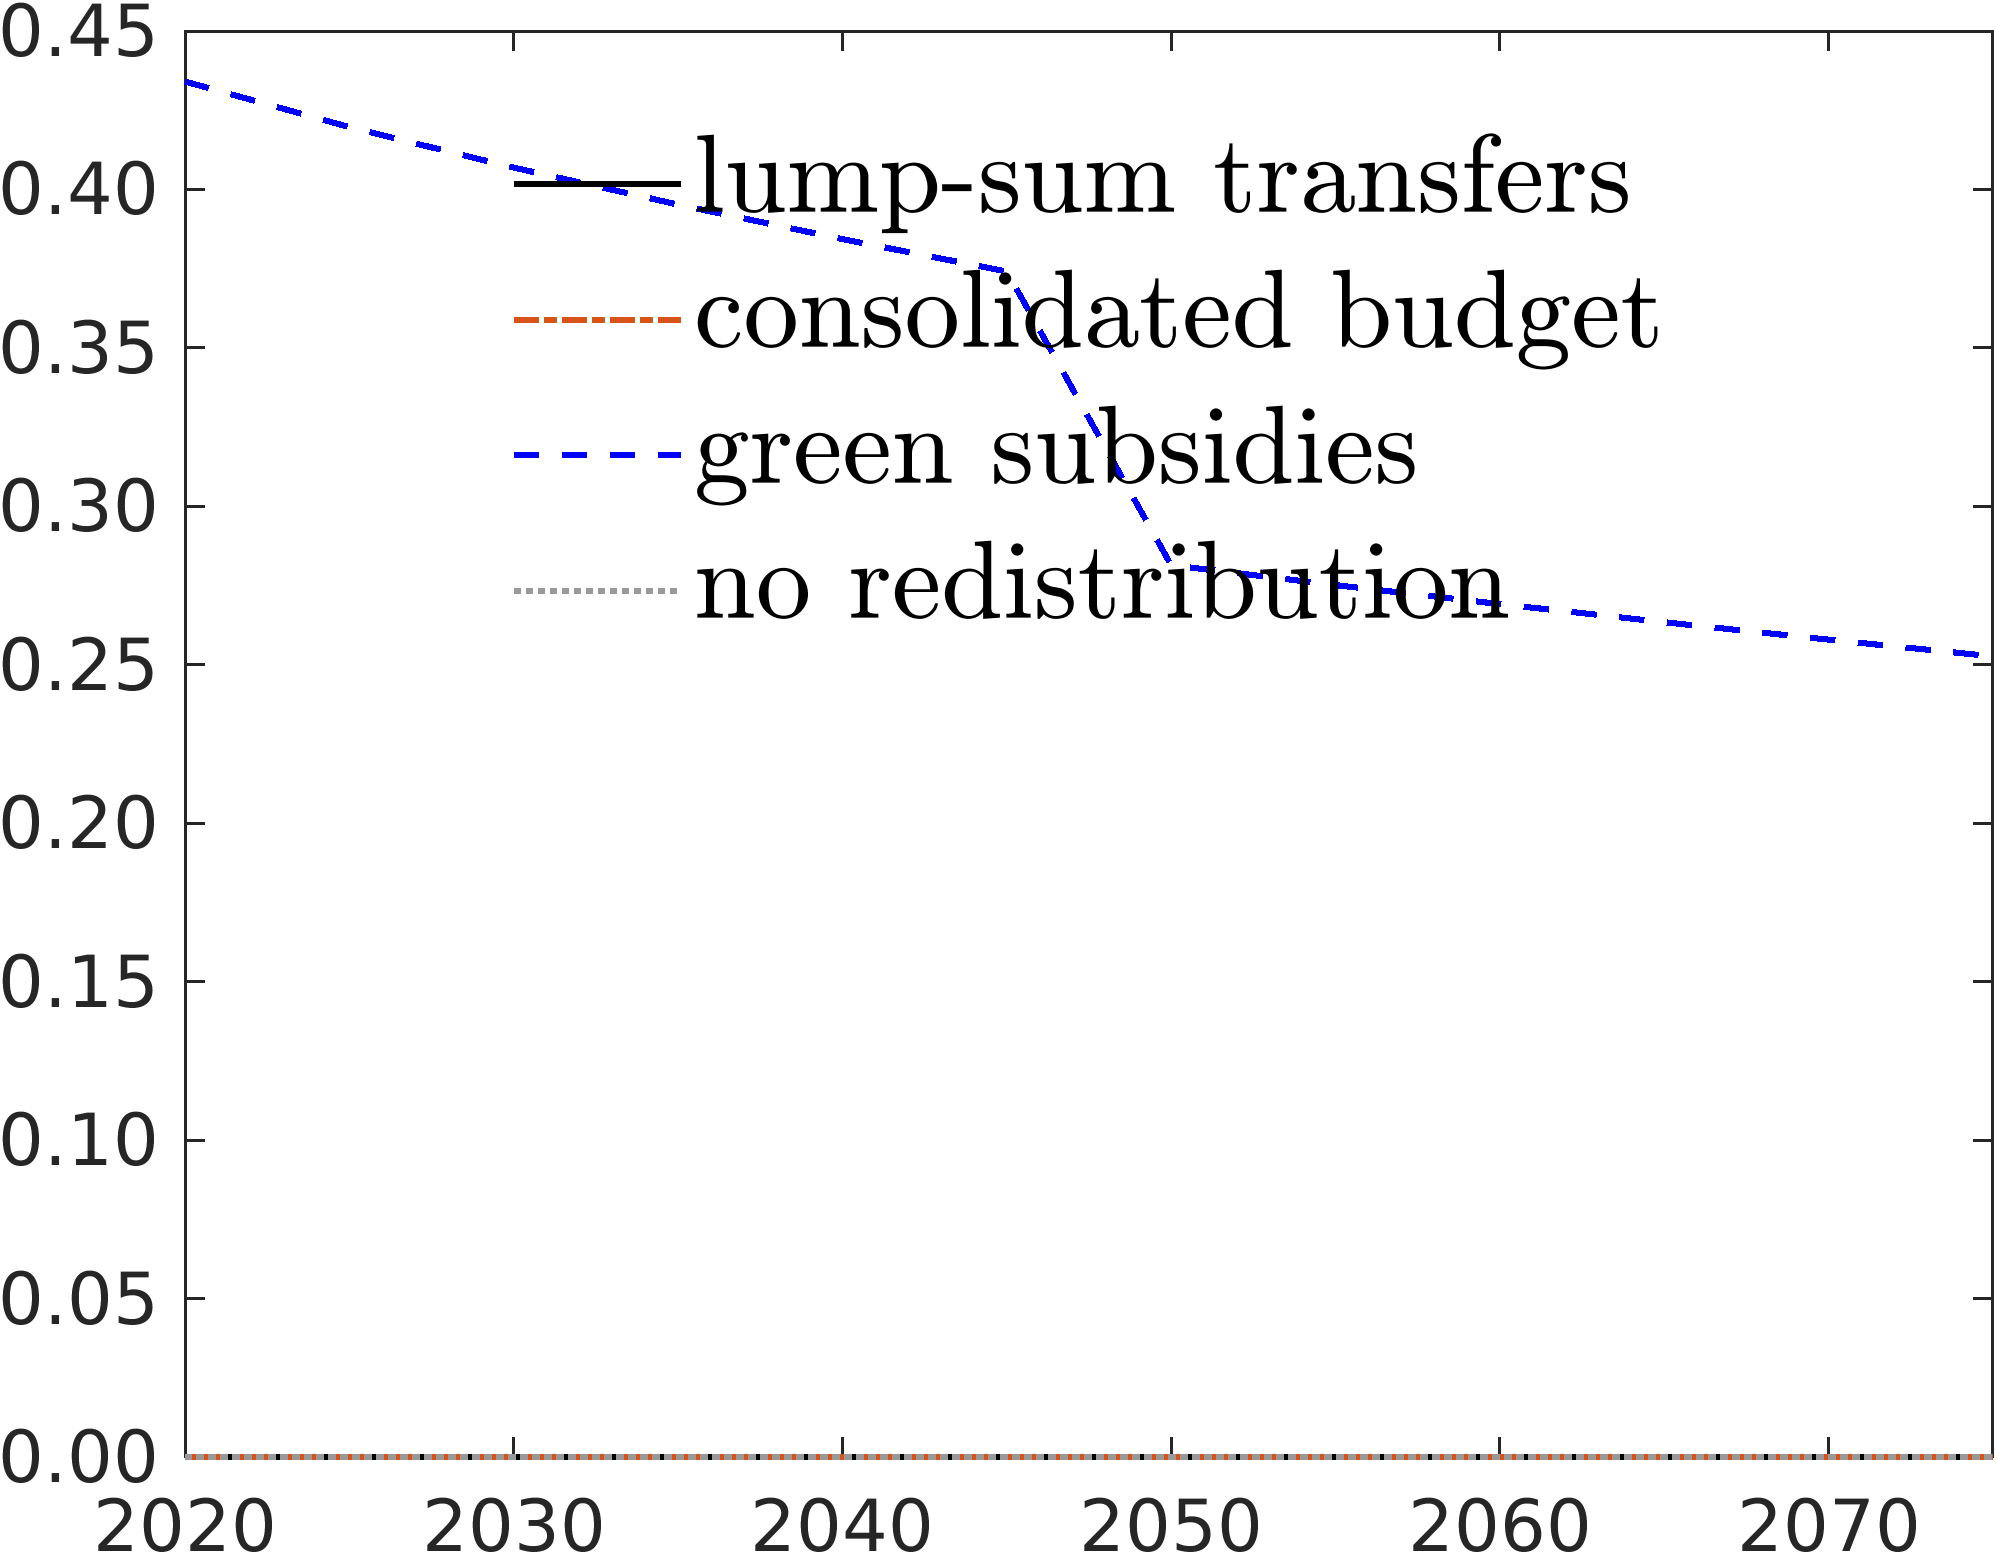 0.45
lump-sum transfers
0.40
consolidated budget
0.35
green subsidies
0.30
no redistribution
0.25
0.20
0.15
0.10
0.05
0.00
2020 2030 2040 2050 2060 2070